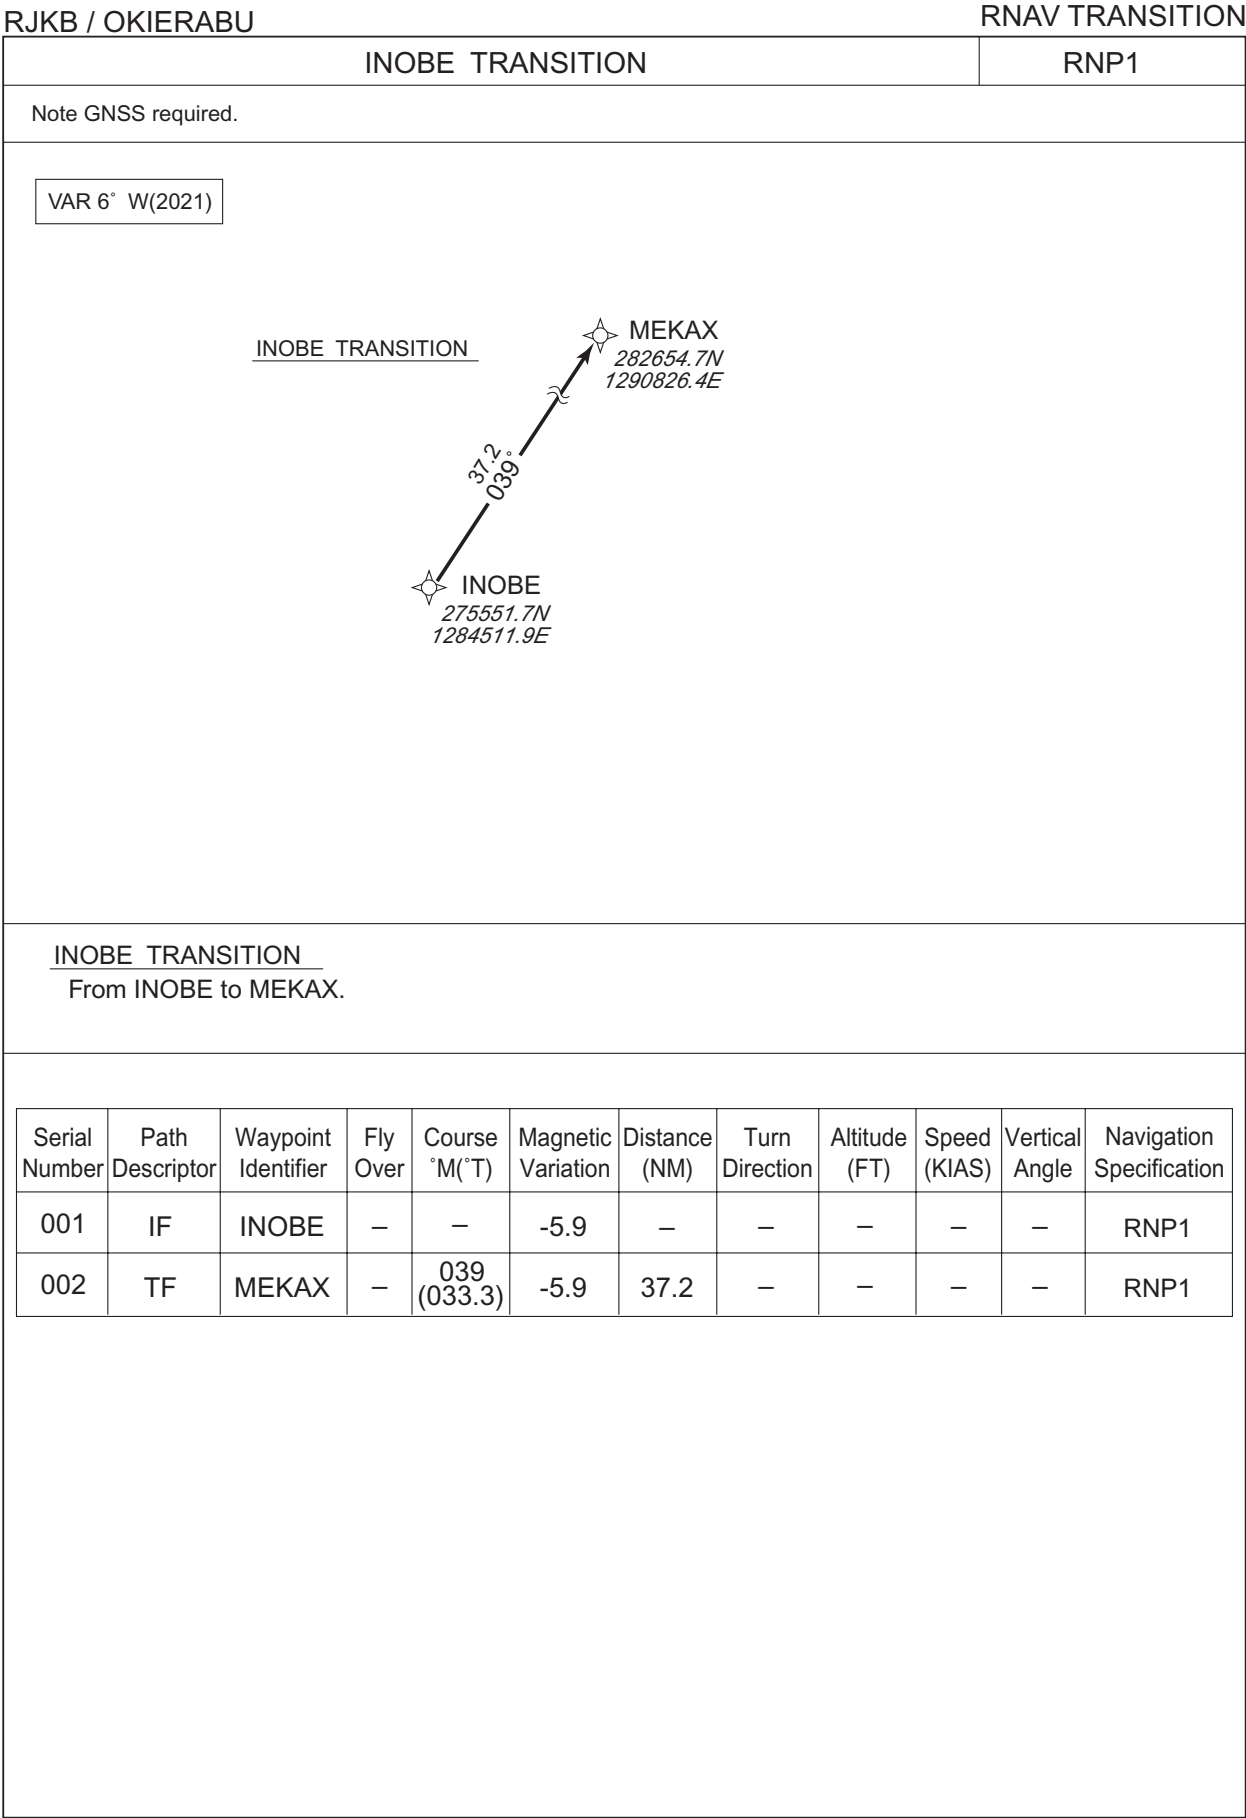 RJKB / OKIERABU
RNAV TRANSITION
INOBE TRANSITION
RNP1
Note GNSS required.
VAR 6˚ W(2021)
INOBE TRANSITION
MEKAX
282654.7N
1290826.4E
37.2
039˚
INOBE
275551.7N
1284511.9E
INOBE TRANSITION
From INOBE to MEKAX.
Serial Number Path Descriptor Waypoint Identifier Fly Over Course ˚M(˚T) Magnetic Variation Distance (NM) Turn Direction Altitude (FT) Speed (KIAS) Vertical Angle Navigation Specification
001 IF INOBE – – -5.9 – – – – – RNP1
002 TF MEKAX – 039 (033.3) -5.9 37.2 – – – – RNP1